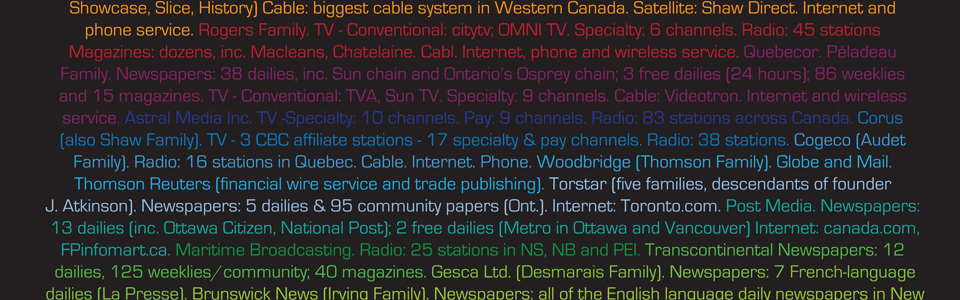 Showcase, Slice, History) Cable: biggest cable system in Western Canada. Satellite: Shaw Direct. Internet and
phone service. Rogers Family. TV - Conventional: citytv; OMNI TV. Specialty: 6 channels. Radio: 45 stations
Magazines: dozens, inc. Macleans, Chatelaine. Cabl. Internet, phone and wireless service. Quebecor. Péladeau
Family. Newspapers: 38 dailies, inc. Sun chain and Ontario's Osprey chain; 3 free dailies (24 hours); 86 weeklies
and 15 magazines. TV - Conventional: TVA, Sun TV. Specialty: 9 channels. Cable: Videotron. Internet and wireless
service. Astral Media Inc. TV -Specialty: 10 channels. Pay: 9 channels. Radio: 83 stations across Canada. Corus
(also Shaw Family). TV - 3 CBC affiliate stations - 17 specialty & pay channels. Radio: 38 stations. Cogeco (Audet
Family). Radio: 16 stations in Quebec. Cable. Internet. Phone. Woodbridge (Thomson Family). Globe and Mail.
Thomson Reuters (financial wire service and trade publishing). Torstar (five families, descendants of founder
J. Atkinson). Newspapers: 5 dailies & 95 community papers (Ont.). Internet: Toronto.com. Post Media. Newspapers:
13 dailies (inc. Ottawa Citizen, National Post); 2 free dailies (Metro in Ottawa and Vancouver) Internet: canada.com,
FPinfomart.ca. Maritime Broadcasting. Radio: 25 stations in NS, NB and PEI. Transcontinental Newspapers: 12
dailies, 125 weeklies/community; 40 magazines. Gesca Ltd. (Desmarais Family). Newspapers: 7 French-language
dailies (La Presse). Brunswick News (Irving Family). Newspapers: all of the English language daily newspapers in New